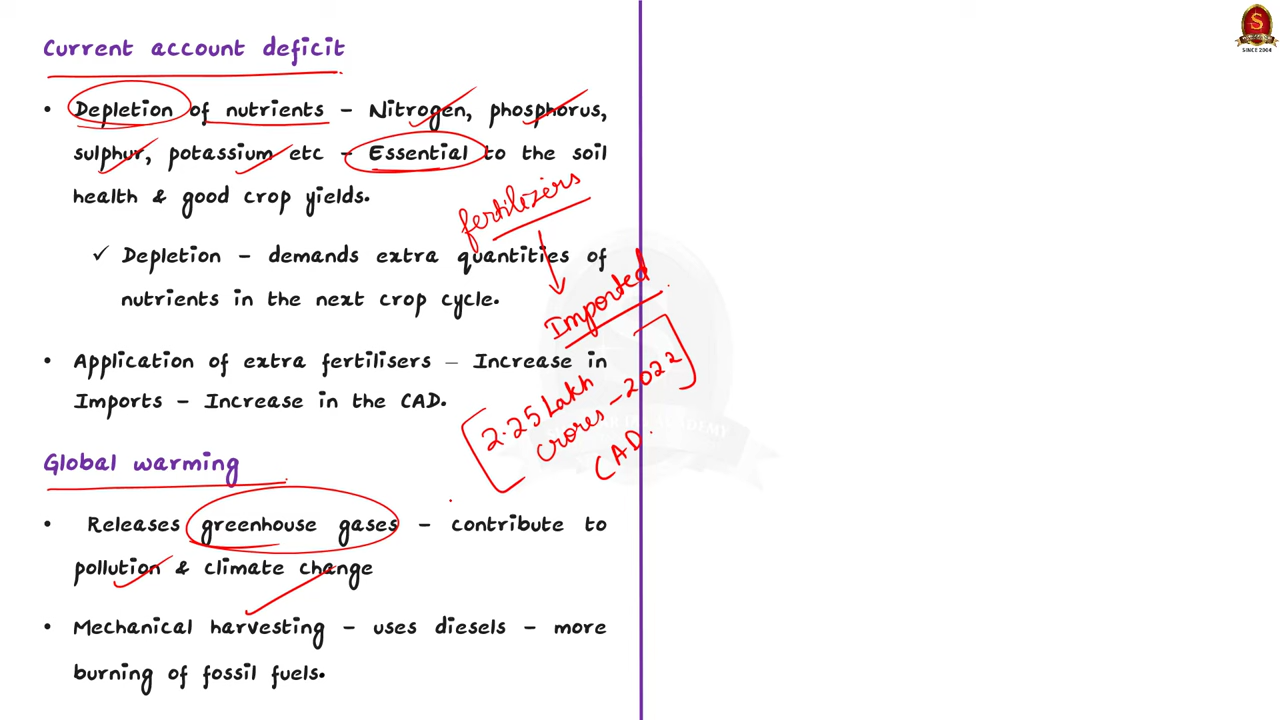 Current account deficit
• Depletion of nutrients – Nitrogen, phosphorus,
sulphur, potassium etc – Essential to the soil
health & good crop yields.
fertilizers
✓ Depletion – demands extra quantities of
nutrients in the next crop cycle.
Imported
• Application of extra fertilisers – Increase in
Imports – Increase in the CAD.
[2.25 Lakh
crores – 2022]
CAD.
Global warming
• Releases greenhouse gases – contribute to
pollution & climate change
• Mechanical harvesting – uses diesels – more
burning of fossil fuels.
S
SINCE 2004
ACADEMY